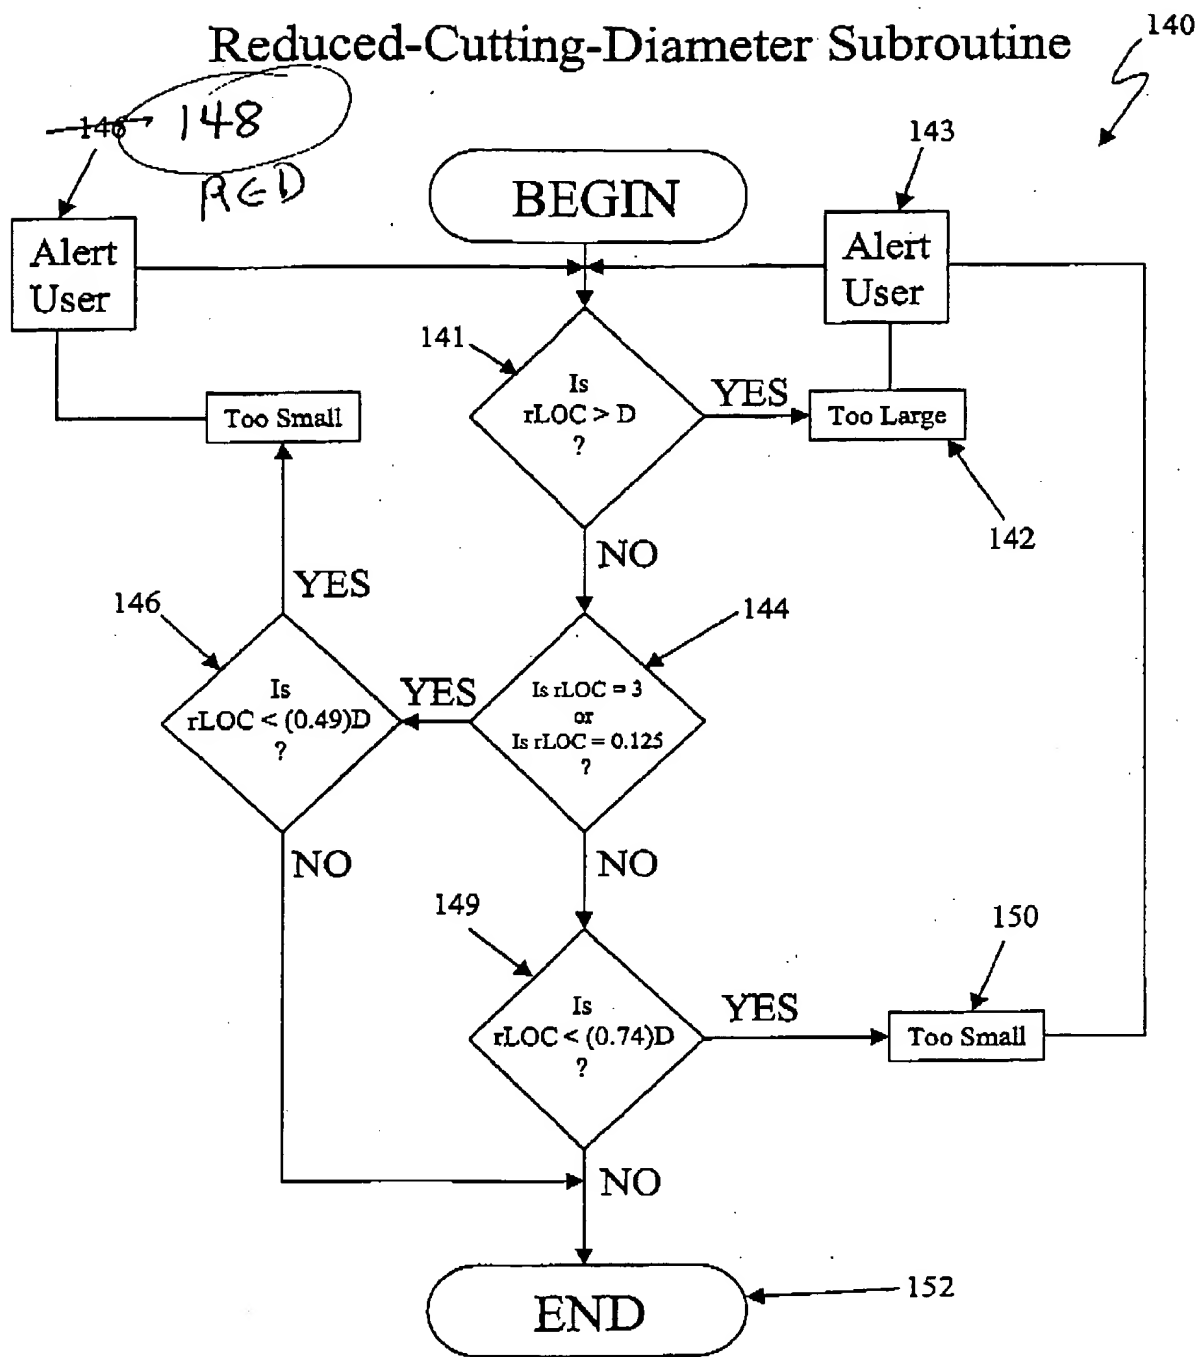 Reduced-Cutting-Diameter Subroutine
140
146
148
RED
143
BEGIN
Alert
User
Alert
User
141
Is
rLOC > D
?
YES
Too Large
Too Small
142
NO
YES
146
144
Is
rLOC < (0.49)D
?
YES
Is rLOC = 3
or
Is rLOC = 0.125
?
NO
NO
149
150
Is
rLOC < (0.74)D
?
YES
Too Small
NO
END
152